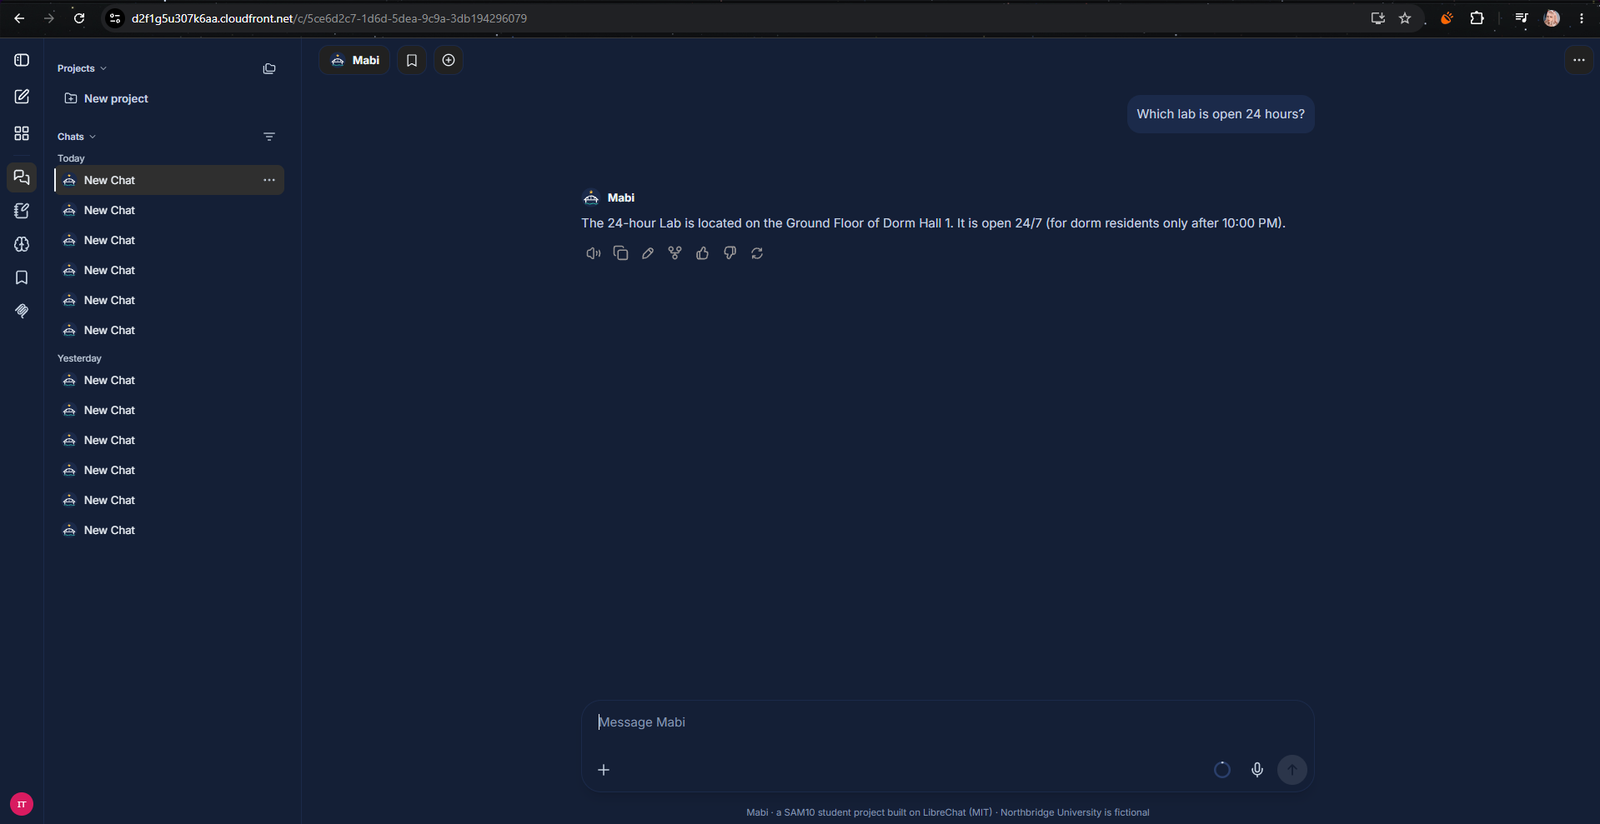 d2f1g5u307k6aa.cloudfront.net/c/5ce6d2c7-1d6d-5dea-9c9a-3db194296079
Projects
New project
Chats
Today
New Chat
New Chat
New Chat
New Chat
New Chat
New Chat
Yesterday
New Chat
New Chat
New Chat
New Chat
New Chat
New Chat
IT
Mabi
Which lab is open 24 hours?
Mabi
The 24-hour Lab is located on the Ground Floor of Dorm Hall 1. It is open 24/7 (for dorm residents only after 10:00 PM).
Message Mabi
Mabi · a SAM10 student project built on LibreChat (MIT) · Northbridge University is fictional